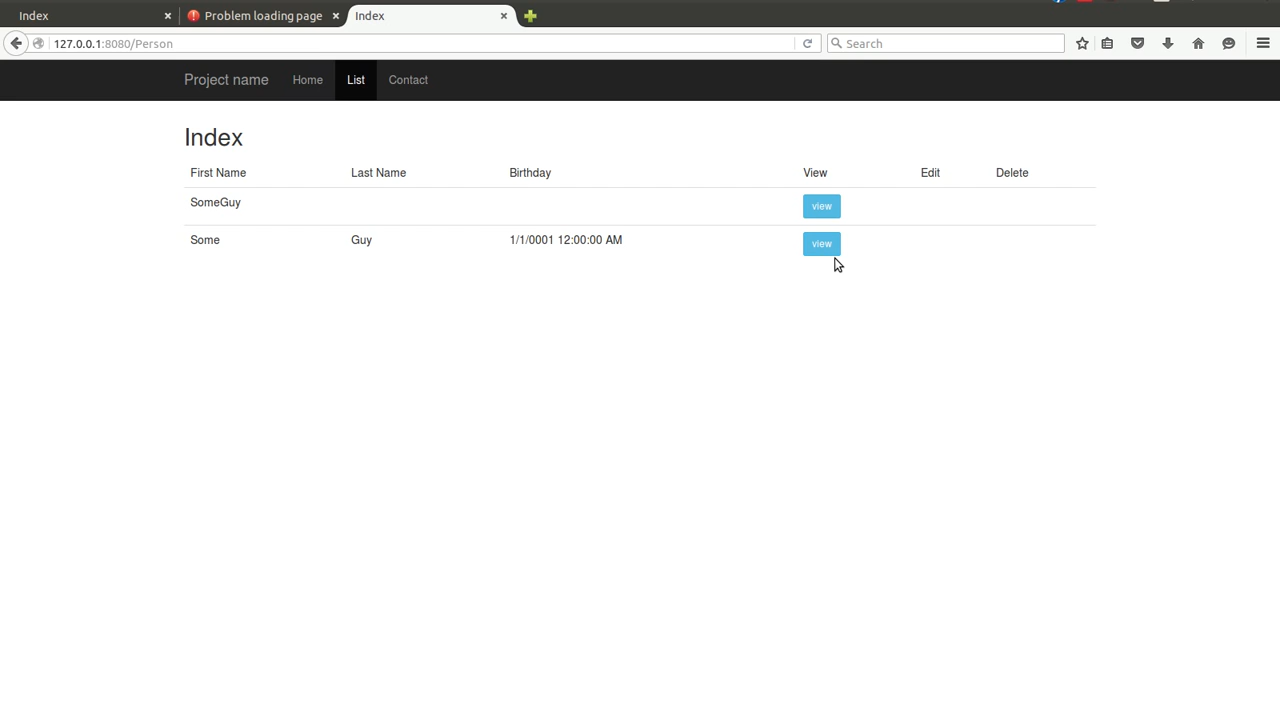 Index
Problem loading page
Index
127.0.0.1:8080/Person
Search
Project name
Home
List
Contact
Index
First Name Last Name Birthday View Edit Delete
SomeGuy view
Some Guy 1/1/0001 12:00:00 AM view